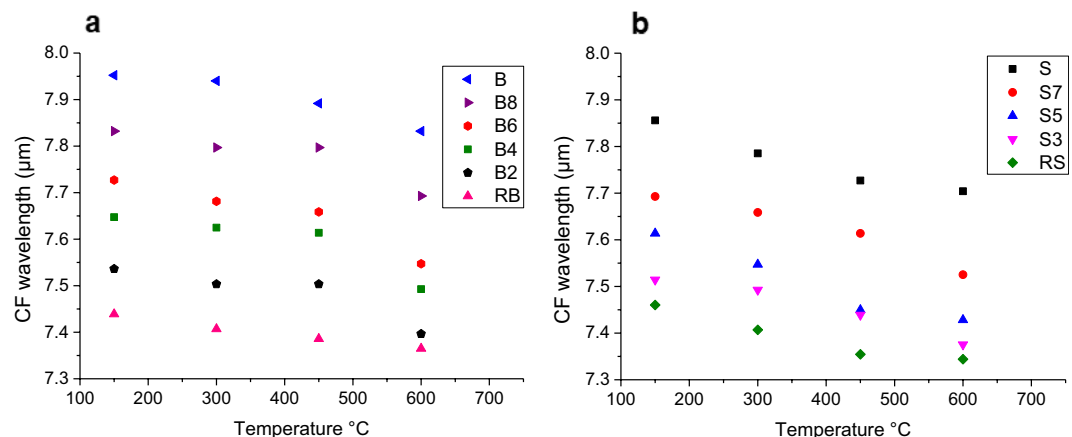 a
8.0
7.9
7.8
7.7
7.6
7.5
7.4
7.3
100 200 300 400 500 600 700
CF wavelength (µm)
Temperature °C
B
B8
B6
B4
B2
RB
b
8.0
7.9
7.8
7.7
7.6
7.5
7.4
7.3
100 200 300 400 500 600 700
CF wavelength (µm)
Temperature °C
S
S7
S5
S3
RS